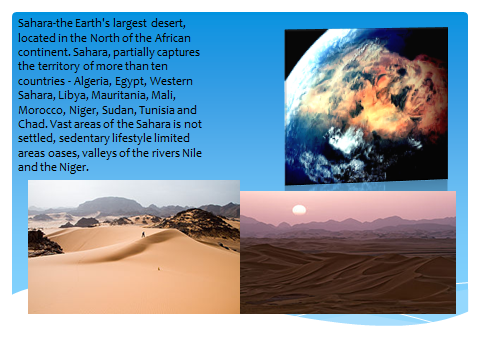 Sahara-the Earth's largest desert,
located in the North of the African
continent. Sahara, partially captures
the territory of more than ten
countries - Algeria, Egypt, Western
Sahara, Libya, Mauritania, Mali,
Morocco, Niger, Sudan, Tunisia and
Chad. Vast areas of the Sahara is not
settled, sedentary lifestyle limited
areas oases, valleys of the rivers Nile
and the Niger.